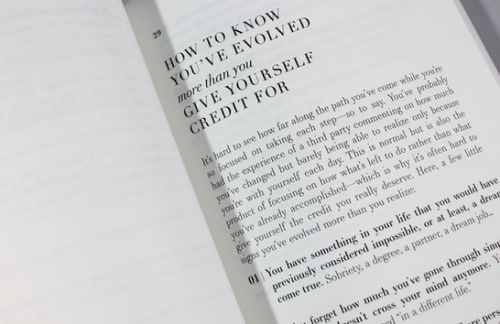 29
HOW TO KNOW
YOU'VE EVOLVED
more than you
GIVE YOURSELF
CREDIT FOR
It's hard to see how far along the path you've come while you're
so focused on taking each step—so to say. You've probably
had the experience of a third party commenting on how much
you've changed but barely being able to realize only because
you're with yourself each day. This is normal but is also the
product of focusing on how what's left to do rather than what
you've already accomplished—which is why it's often hard to
give yourself the credit you really deserve. Here, a few little
signs you've evolved more than you realize:
01 You have something in your life that you would have
previously considered impossible, or at least, a dream
come true. Sobriety, a degree, a partner, a dream job...
forget how much you've gone through
doesn't cross your mind anymore.
"in a different life."